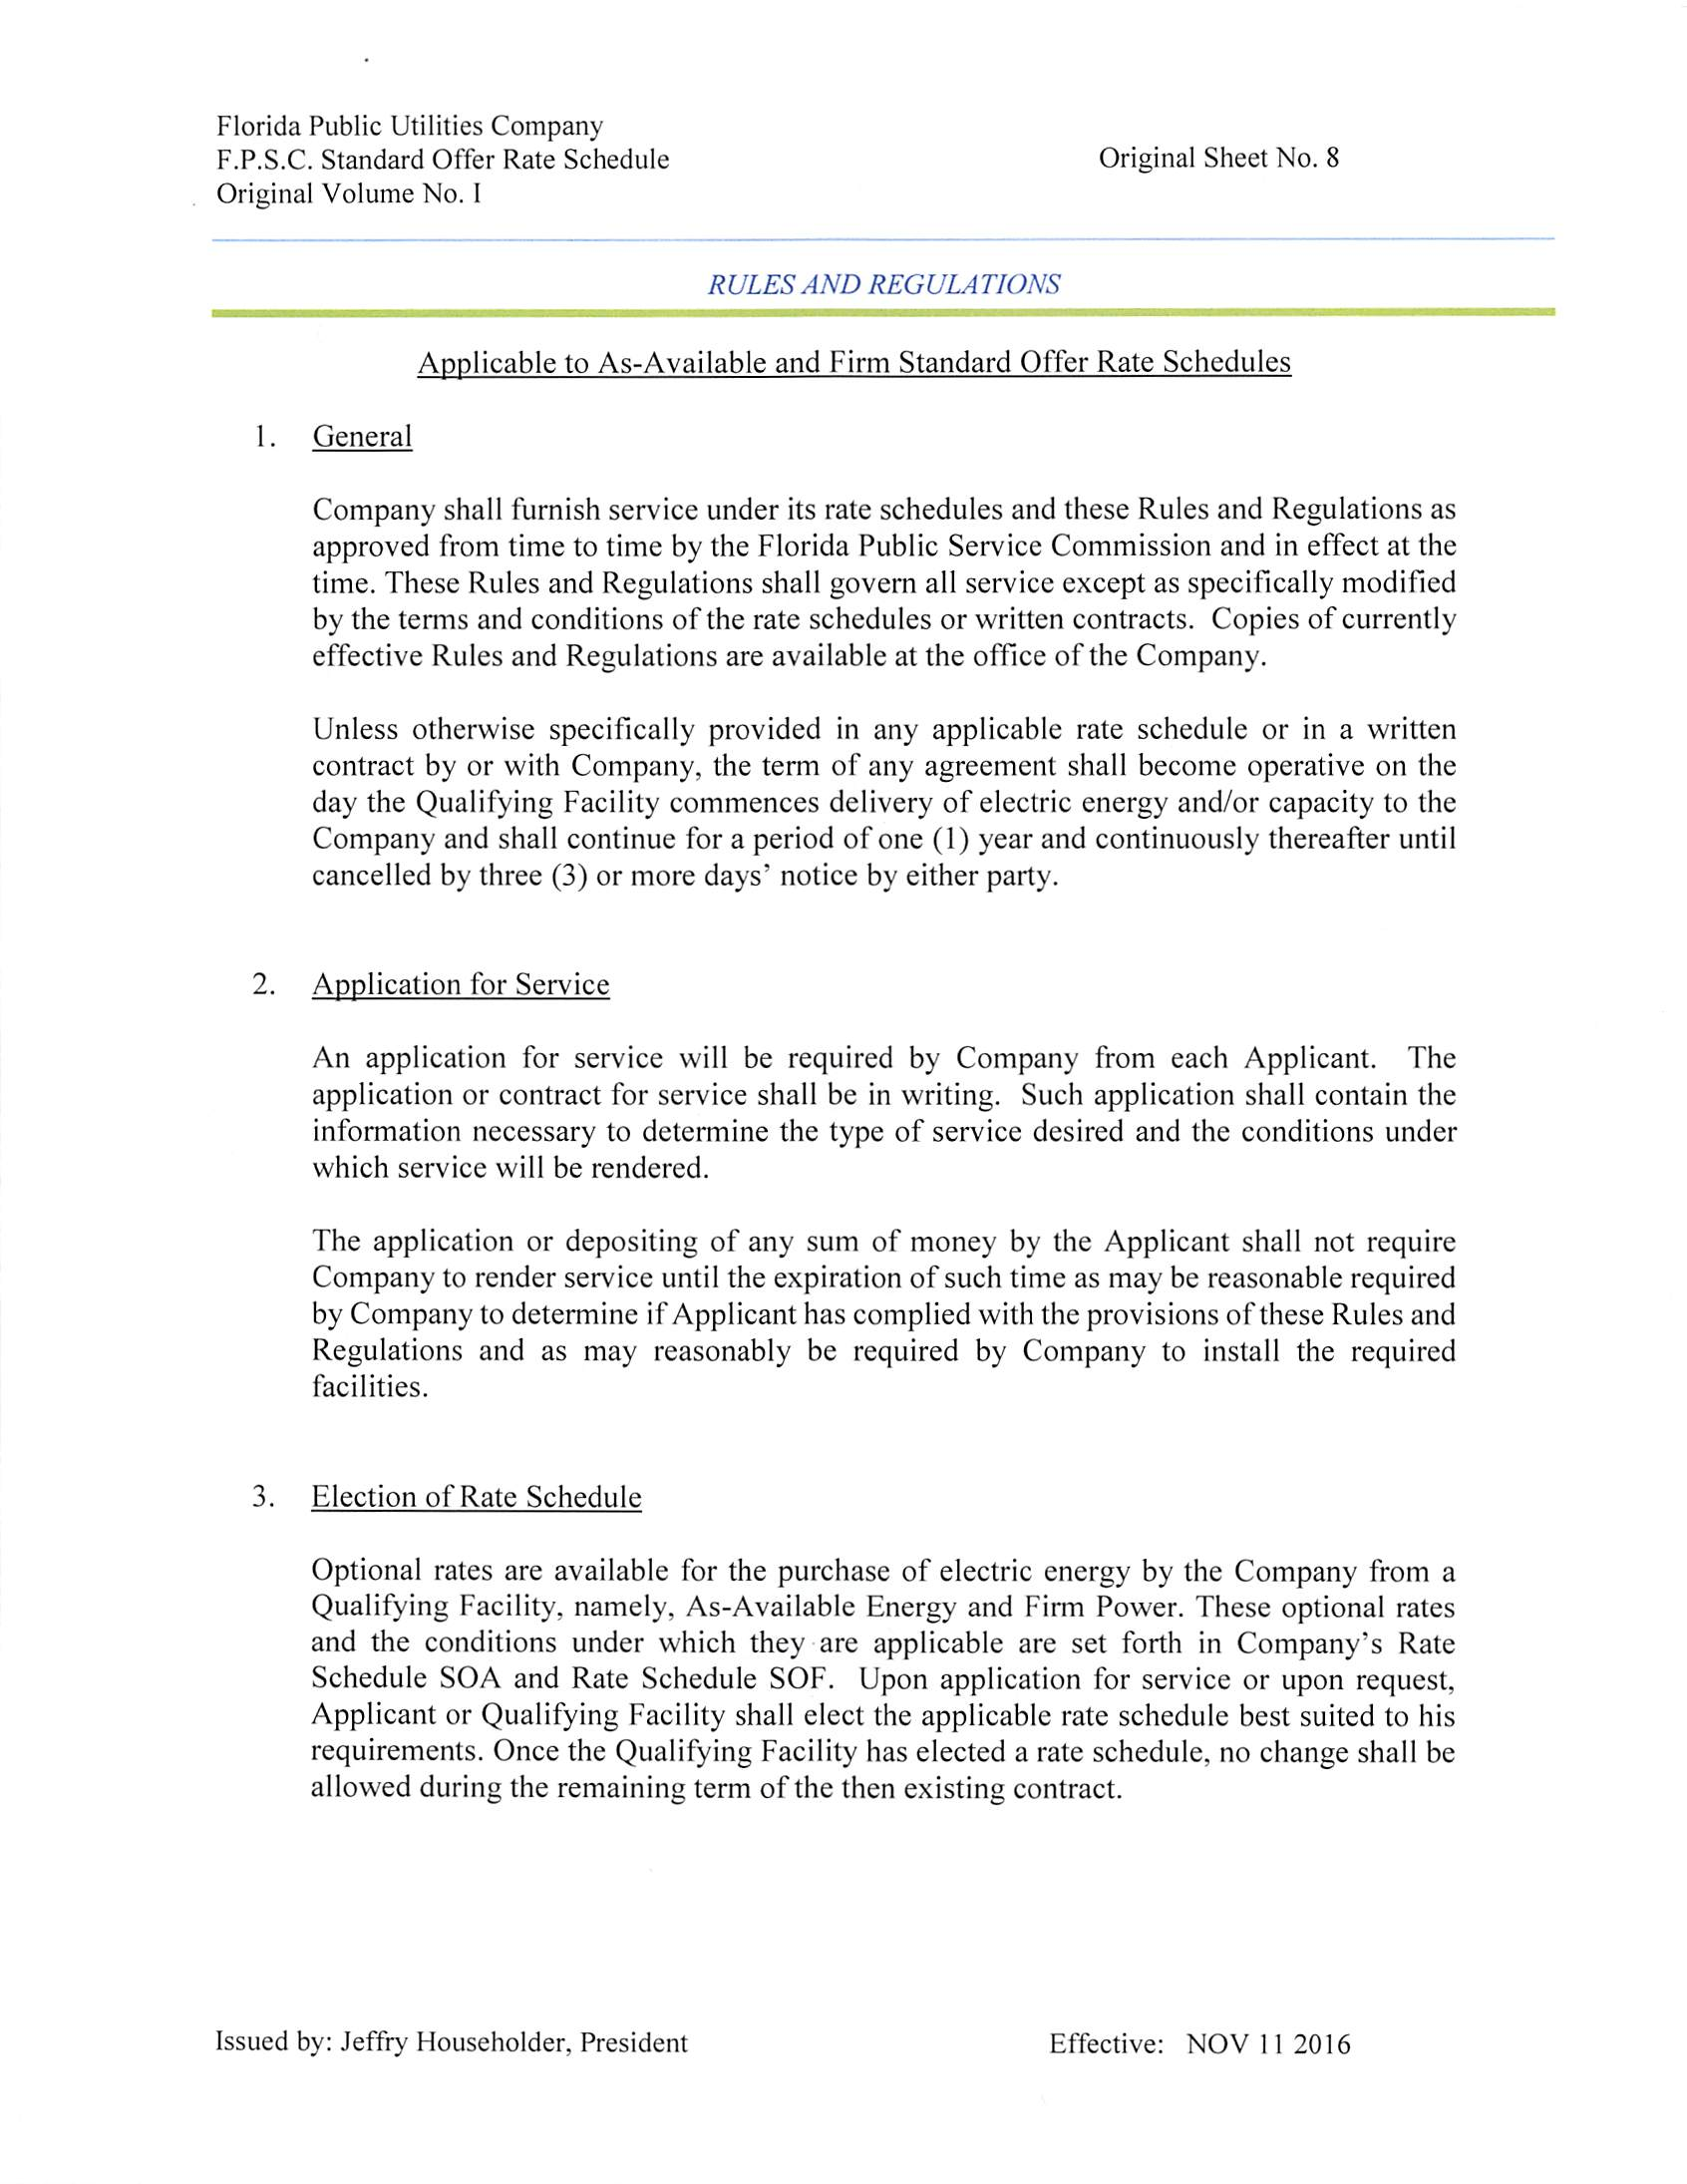 Florida Public Utilities Company
F.P.S.C. Standard Offer Rate Schedule
Original Sheet No. 8
Original Volume No. I
RULES AND REGULATIONS
Applicable to As-Available and Firm Standard Offer Rate Schedules
1. General
Company shall furnish service under its rate schedules and these Rules and Regulations as
approved from time to time by the Florida Public Service Commission and in effect at the
time. These Rules and Regulations shall govern all service except as specifically modified
by the terms and conditions of the rate schedules or written contracts. Copies of currently
effective Rules and Regulations are available at the office of the Company.
Unless otherwise specifically provided in any applicable rate schedule or in a written
contract by or with Company, the term of any agreement shall become operative on the
day the Qualifying Facility commences delivery of electric energy and/or capacity to the
Company and shall continue for a period of one (1) year and continuously thereafter until
cancelled by three (3) or more days' notice by either party.
2. Application for Service
An application for service will be required by Company from each Applicant. The
application or contract for service shall be in writing. Such application shall contain the
information necessary to determine the type of service desired and the conditions under
which service will be rendered.
The application or depositing of any sum of money by the Applicant shall not require
Company to render service until the expiration of such time as may be reasonable required
by Company to determine if Applicant has complied with the provisions of these Rules and
Regulations and as may reasonably be required by Company to install the required
facilities.
3. Election of Rate Schedule
Optional rates are available for the purchase of electric energy by the Company from a
Qualifying Facility, namely, As-Available Energy and Firm Power. These optional rates
and the conditions under which they are applicable are set forth in Company's Rate
Schedule SOA and Rate Schedule SOF. Upon application for service or upon request,
Applicant or Qualifying Facility shall elect the applicable rate schedule best suited to his
requirements. Once the Qualifying Facility has elected a rate schedule, no change shall be
allowed during the remaining term of the then existing contract.
Issued by: Jeffry Householder, President
Effective: NOV 11 2016